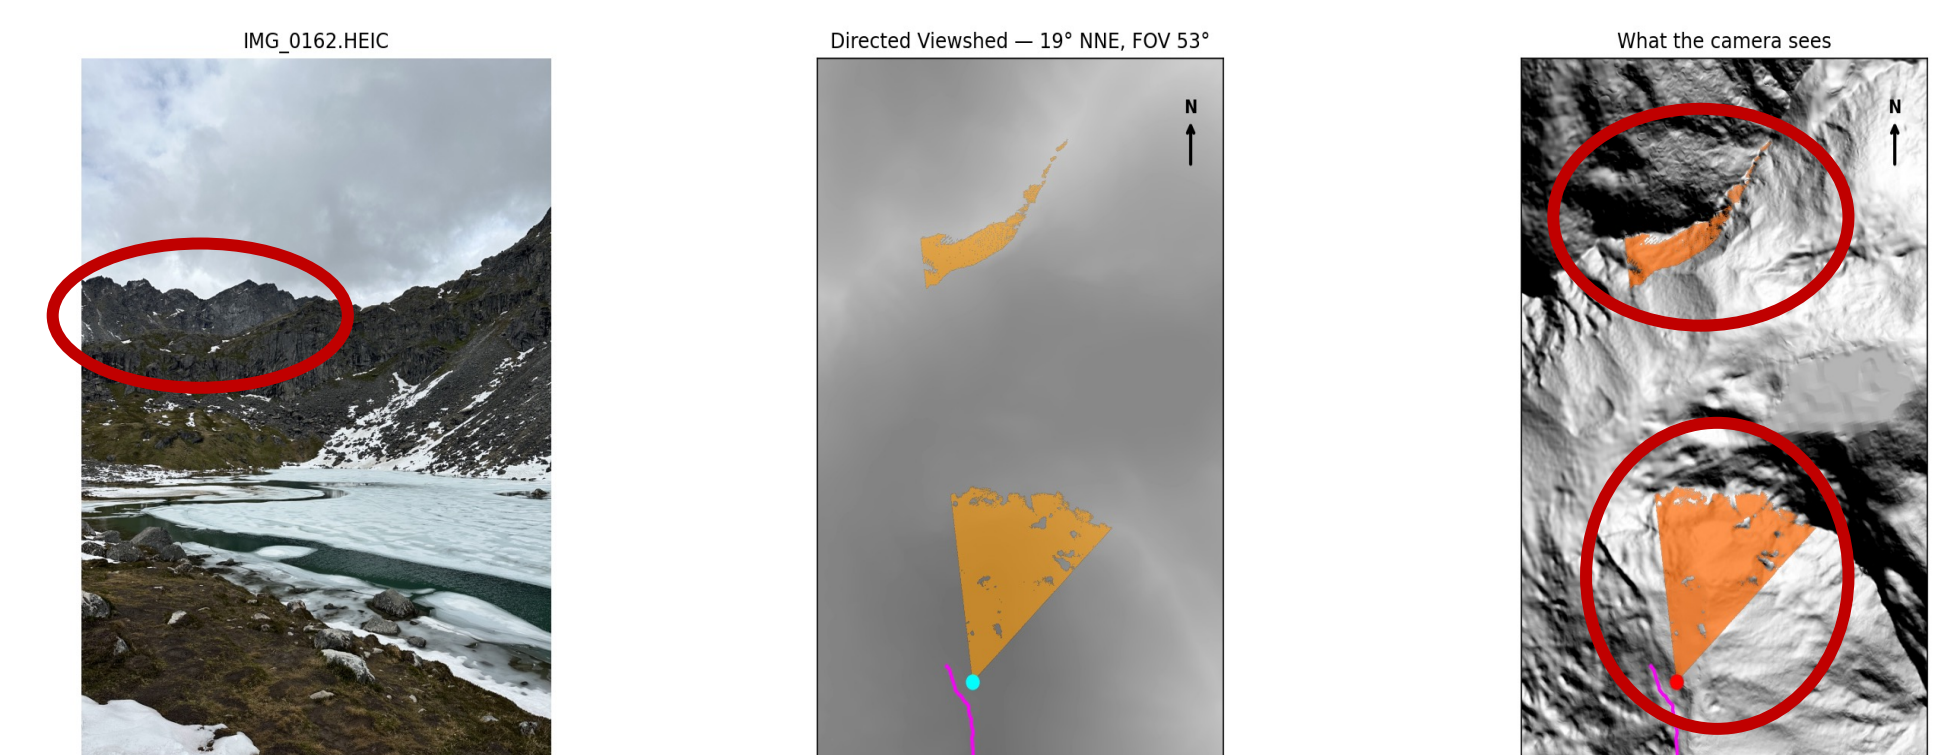 IMG_0162.HEIC
Directed Viewshed — 19° NNE, FOV 53°
What the camera sees
N
N